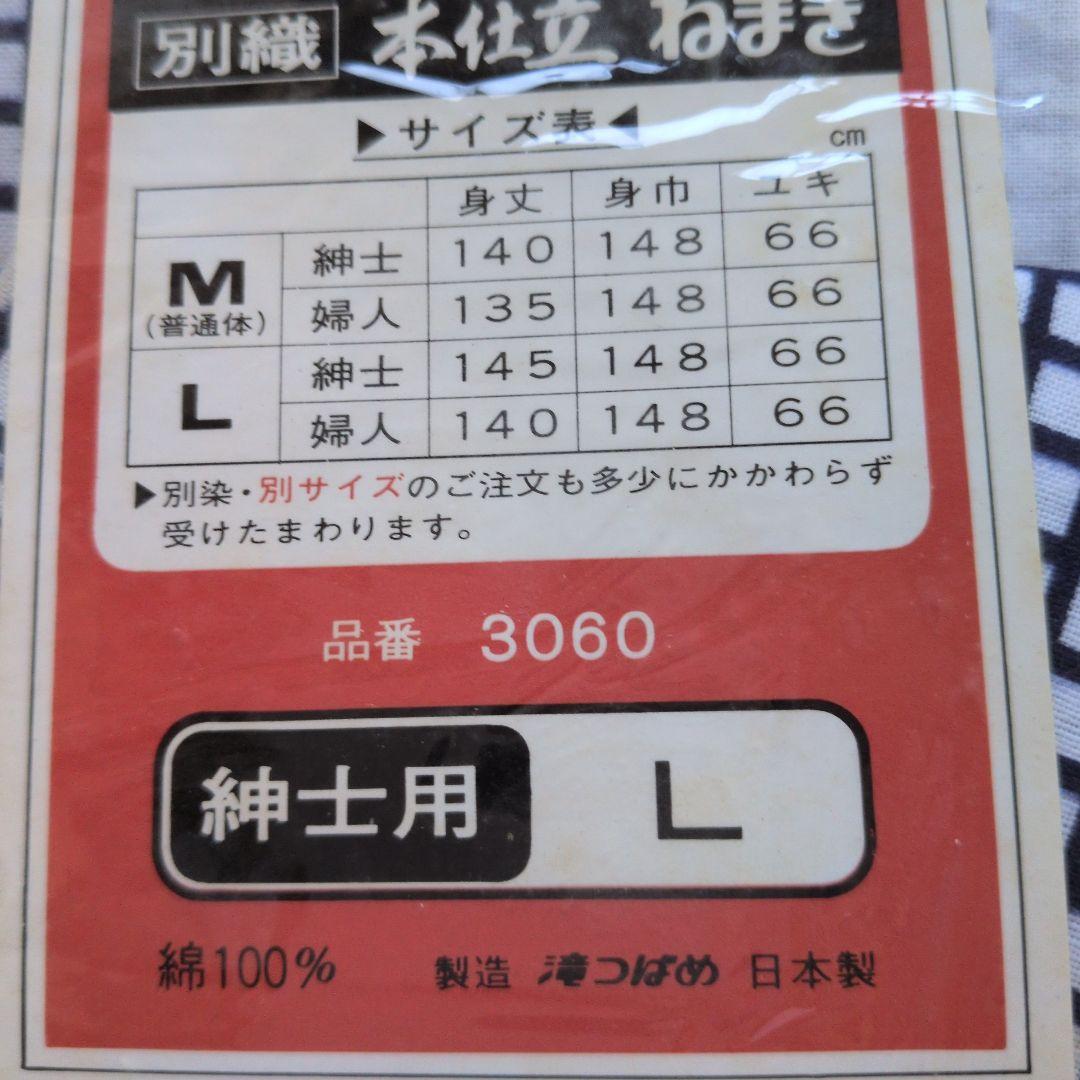 別織 本仕立 ねまき
▶サイズ表◀
cm
身丈 身巾 ユキ
M (普通体) 紳士 140 148 66
婦人 135 148 66
L 紳士 145 148 66
婦人 140 148 66
▶別染・別サイズのご注文も多少にかかわらず
受けたまわります。
品番 3060
紳士用 L
綿100% 製造 滝つばめ 日本製